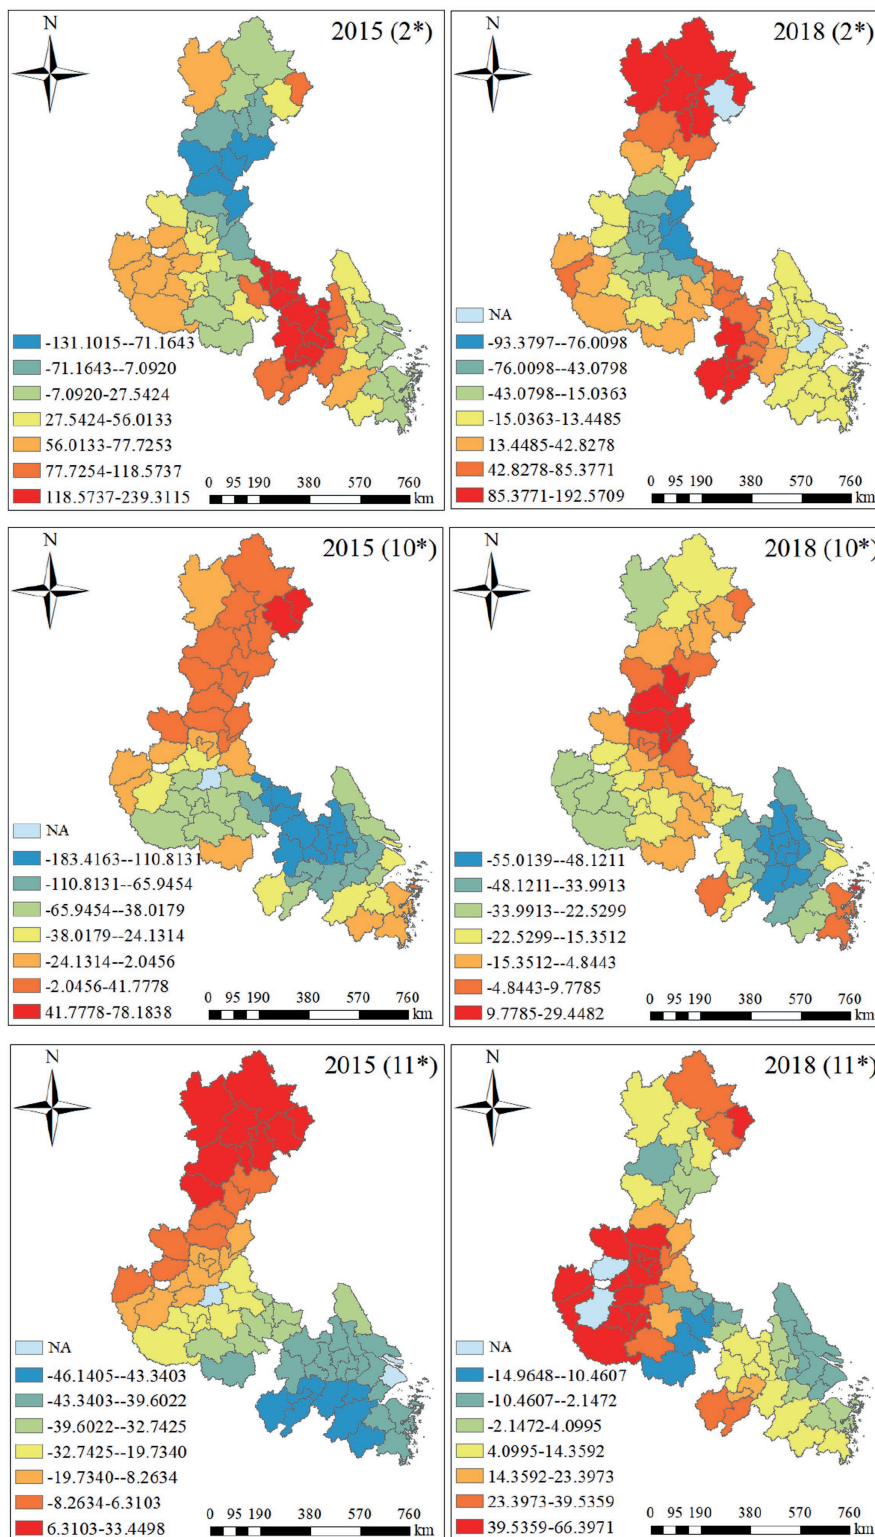 N
2015 (2*)
-131.1015--71.1643
-71.1643--7.0920
-7.0920-27.5424
27.5424-56.0133
56.0133-77.7253
77.7254-118.5737
118.5737-239.3115
0 95 190 380 570 760
km
N
2018 (2*)
NA
-93.3797--76.0098
-76.0098--43.0798
-43.0798--15.0363
-15.0363-13.4485
13.4485-42.8278
42.8278-85.3771
85.3771-192.5709
0 95 190 380 570 760
km
N
2015 (10*)
NA
-183.4163--110.8131
-110.8131--65.9454
-65.9454--38.0179
-38.0179--24.1314
-24.1314--2.0456
-2.0456-41.7778
41.7778-78.1838
0 95 190 380 570 760
km
N
2018 (10*)
-55.0139--48.1211
-48.1211--33.9913
-33.9913--22.5299
-22.5299--15.3512
-15.3512--4.8443
-4.8443-9.7785
9.7785-29.4482
0 95 190 380 570 760
km
N
2015 (11*)
NA
-46.1405--43.3403
-43.3403--39.6022
-39.6022--32.7425
-32.7425--19.7340
-19.7340--8.2634
-8.2634-6.3103
6.3103-33.4498
0 95 190 380 570 760
km
N
2018 (11*)
NA
-14.9648--10.4607
-10.4607--2.1472
-2.1472-4.0995
4.0995-14.3592
14.3592-23.3973
23.3973-39.5359
39.5359-66.3971
0 95 190 380 570 760
km